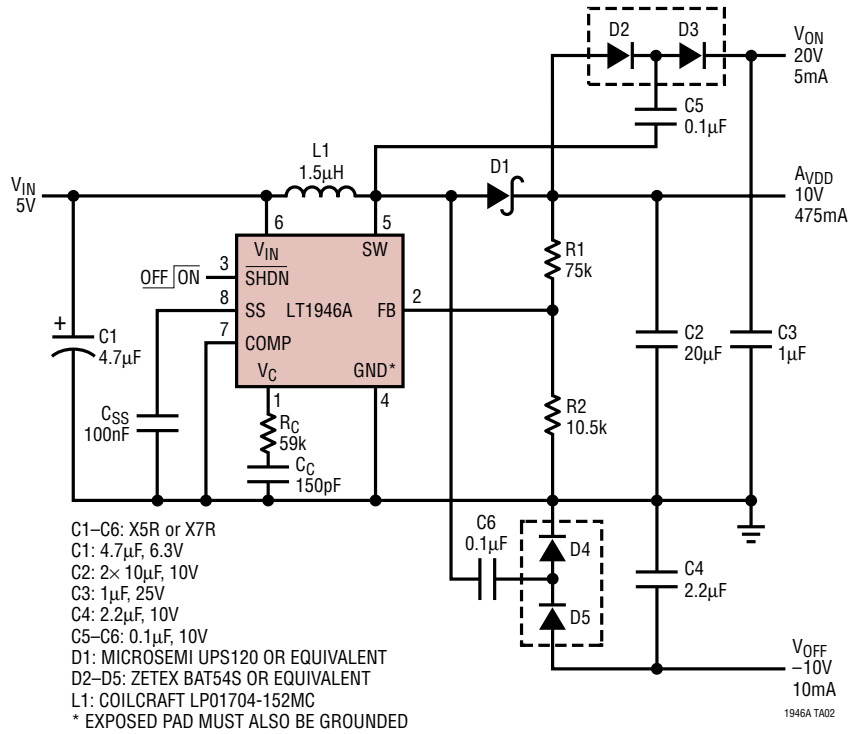 D2
D3
VON
20V
5mA
C5
0.1µF
L1
1.5µH
D1
VIN
5V
AVDD
10V
475mA
6
5
VIN
SW
R1
75k
OFF ON
3
SHDN
8
SS
LT1946A
FB
2
7
COMP
+
C1
4.7µF
C2
20µF
C3
1µF
VC
GND*
1
4
CSS
100nF
RC
59k
R2
10.5k
CC
150pF
C6
0.1µF
D4
C4
2.2µF
D5
VOFF
–10V
10mA
C1–C6: X5R or X7R
C1: 4.7µF, 6.3V
C2: 2× 10µF, 10V
C3: 1µF, 25V
C4: 2.2µF, 10V
C5–C6: 0.1µF, 10V
D1: MICROSEMI UPS120 OR EQUIVALENT
D2–D5: ZETEX BAT54S OR EQUIVALENT
L1: COILCRAFT LP01704-152MC
* EXPOSED PAD MUST ALSO BE GROUNDED
1946A TA02